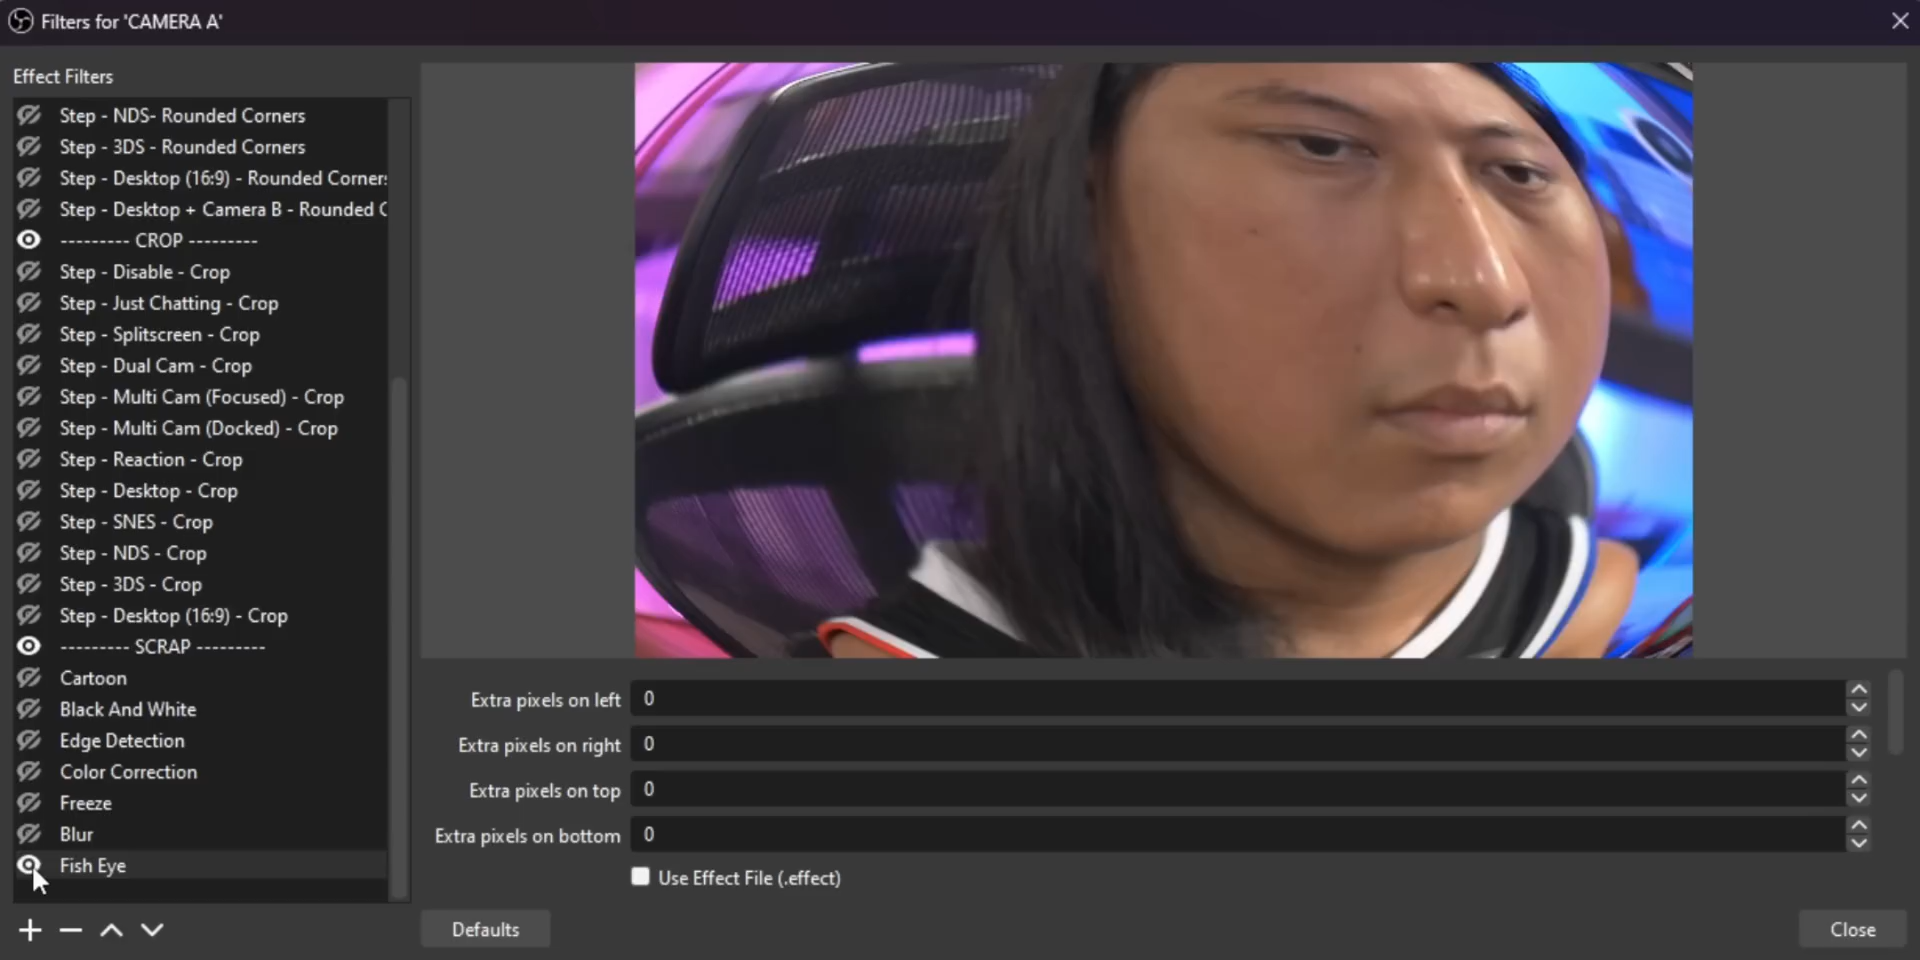 Filters for 'CAMERA A'
Effect Filters
Step - NDS- Rounded Corners
Step - 3DS - Rounded Corners
Step - Desktop (16:9) - Rounded Corners
Step - Desktop + Camera B - Rounded C
--------- CROP ---------
Step - Disable - Crop
Step - Just Chatting - Crop
Step - Splitscreen - Crop
Step - Dual Cam - Crop
Step - Multi Cam (Focused) - Crop
Step - Multi Cam (Docked) - Crop
Step - Reaction - Crop
Step - Desktop - Crop
Step - SNES - Crop
Step - NDS - Crop
Step - 3DS - Crop
Step - Desktop (16:9) - Crop
--------- SCRAP ---------
Cartoon
Black And White
Edge Detection
Color Correction
Freeze
Blur
Fish Eye
Extra pixels on left 0
Extra pixels on right 0
Extra pixels on top 0
Extra pixels on bottom 0
Use Effect File (.effect)
Defaults
Close